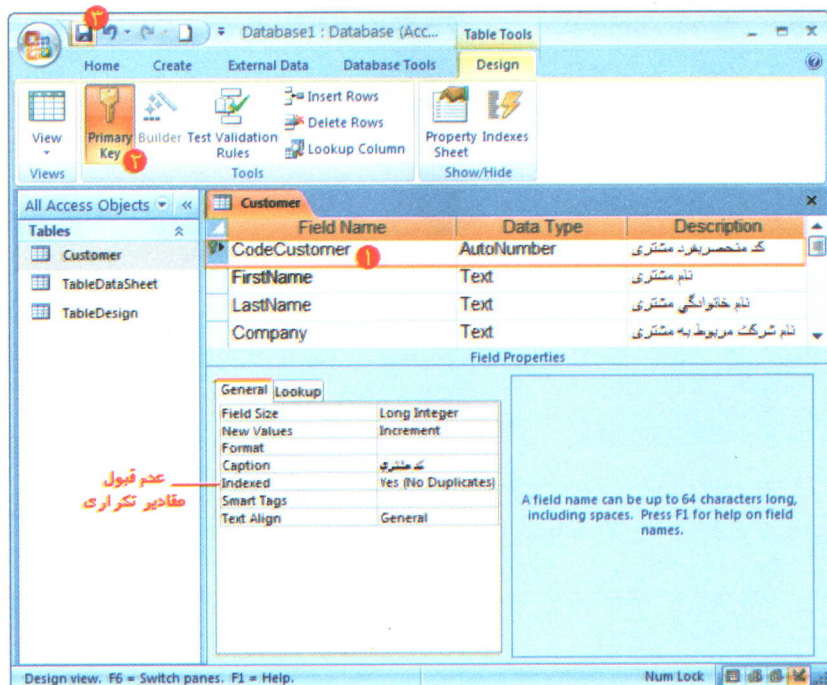 ۳
Database1 : Database (Acc... Table Tools
Home Create External Data Database Tools Design
View
Views
Primary Key
۲
Builder
Test Validation Rules
Insert Rows
Delete Rows
Lookup Column
Tools
Property Sheet
Indexes
Show/Hide
All Access Objects
Tables
Customer
TableDataSheet
TableDesign
Customer
Field Name Data Type Description
CodeCustomer ۱ AutoNumber کد منحصربفرد مشتری
FirstName Text نام مشتری
LastName Text نام خانوادگی مشتری
Company Text نام شرکت مربوط به مشتری
Field Properties
General Lookup
Field Size Long Integer
New Values Increment
Format
Caption کد مشتری
Indexed Yes (No Duplicates)
Smart Tags
Text Align General
عدم قبول
مقادیر تکراری
A field name can be up to 64 characters long,
including spaces. Press F1 for help on field
names.
Design view. F6 = Switch panes. F1 = Help. Num Lock